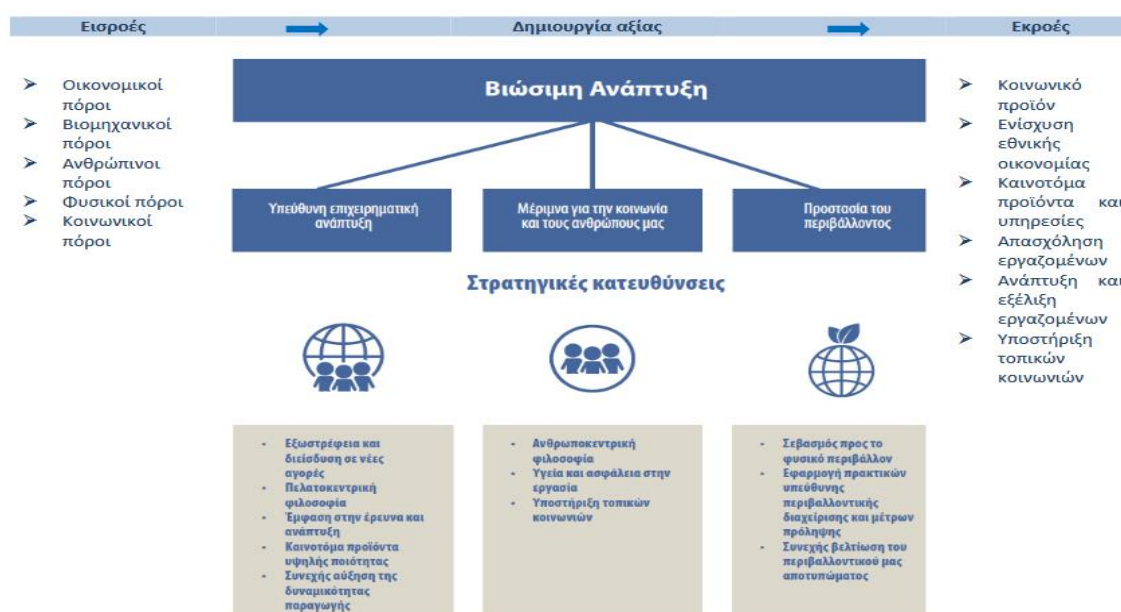 Εισροές
Δημιουργία αξίας
Εκροές
➢ Οικονομικοί
πόροι
➢ Βιομηχανικοί
πόροι
➢ Ανθρώπινοι
πόροι
➢ Φυσικοί πόροι
➢ Κοινωνικοί
πόροι
Βιώσιμη Ανάπτυξη
Υπεύθυνη επιχειρηματική
ανάπτυξη
Μέριμνα για την κοινωνία
και τους ανθρώπους μας
Προστασία του
περιβάλλοντος
Στρατηγικές κατευθύνσεις
- Εξωστρέφεια και
διείσδυση σε νέες
αγορές
- Πελατοκεντρική
φιλοσοφία
- Έμφαση στην έρευνα και
ανάπτυξη
- Καινοτόμα προϊόντα
υψηλής ποιότητας
- Συνεχής αύξηση της
δυναμικότητας
παραγωγής
- Ανθρωποκεντρική
φιλοσοφία
- Υγεία και ασφάλεια στην
εργασία
- Υποστήριξη τοπικών
κοινωνιών
- Σεβασμός προς το
φυσικό περιβάλλον
- Εφαρμογή πρακτικών
υπεύθυνης
περιβαλλοντικής
διαχείρισης και μέτρων
πρόληψης
- Συνεχής βελτίωση του
περιβαλλοντικού μας
αποτυπώματος
➢ Κοινωνικό
προϊόν
➢ Ενίσχυση
εθνικής
οικονομίας
➢ Καινοτόμα
προϊόντα και
υπηρεσίες
➢ Απασχόληση
εργαζομένων
➢ Ανάπτυξη και
εξέλιξη
εργαζομένων
➢ Υποστήριξη
τοπικών
κοινωνιών